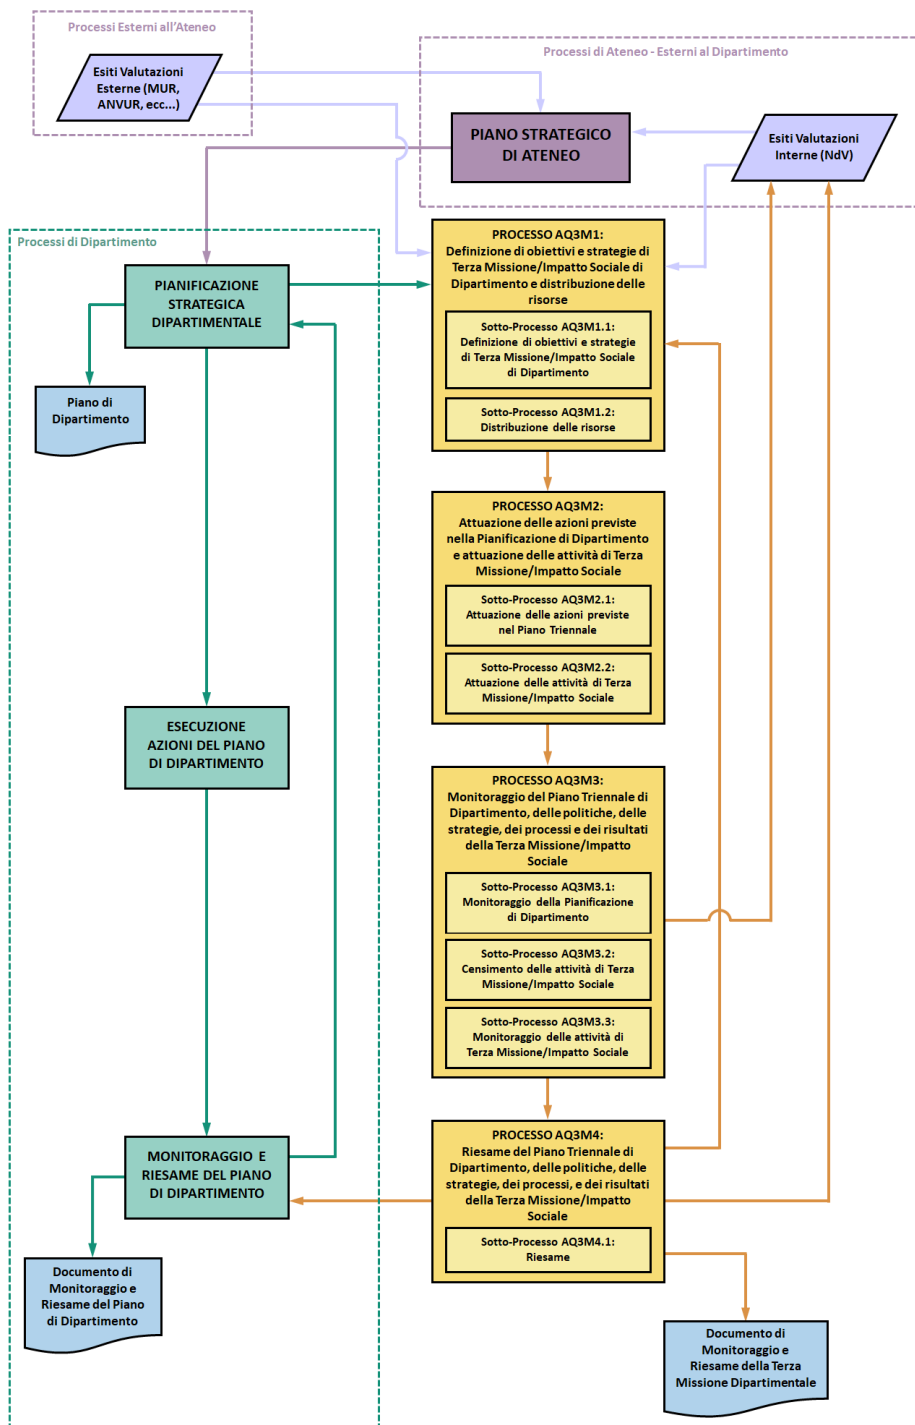 Processi Esterni all'Ateneo
Esiti Valutazioni
Esterne (MUR,
ANVUR, ecc...)
Processi di Ateneo - Esterni al Dipartimento
PIANO STRATEGICO
DI ATENEO
Esiti Valutazioni
Interne (NdV)
Processi di Dipartimento
PIANIFICAZIONE
STRATEGICA
DIPARTIMENTALE
Piano di
Dipartimento
ESECUZIONE
AZIONI DEL PIANO
DI DIPARTIMENTO
MONITORAGGIO E
RIESAME DEL PIANO
DI DIPARTIMENTO
Documento di
Monitoraggio e
Riesame del Piano
di Dipartimento
PROCESSO AQ3M1:
Definizione di obiettivi e strategie di
Terza Missione/Impatto Sociale di
Dipartimento e distribuzione delle
risorse
Sotto-Processo AQ3M1.1:
Definizione di obiettivi e strategie
di Terza Missione/Impatto Sociale
di Dipartimento
Sotto-Processo AQ3M1.2:
Distribuzione delle risorse
PROCESSO AQ3M2:
Attuazione delle azioni previste
nella Pianificazione di Dipartimento
e attuazione delle attività di Terza
Missione/Impatto Sociale
Sotto-Processo AQ3M2.1:
Attuazione delle azioni previste
nel Piano Triennale
Sotto-Processo AQ3M2.2:
Attuazione delle attività di Terza
Missione/Impatto Sociale
PROCESSO AQ3M3:
Monitoraggio del Piano Triennale di
Dipartimento, delle politiche, delle
strategie, dei processi e dei risultati
della Terza Missione/Impatto
Sociale
Sotto-Processo AQ3M3.1:
Monitoraggio della Pianificazione
di Dipartimento
Sotto-Processo AQ3M3.2:
Censimento delle attività di Terza
Missione/Impatto Sociale
Sotto-Processo AQ3M3.3:
Monitoraggio delle attività di
Terza Missione/Impatto Sociale
PROCESSO AQ3M4:
Riesame del Piano Triennale di
Dipartimento, delle politiche, delle
strategie, dei processi, e dei risultati
della Terza Missione/Impatto
Sociale
Sotto-Processo AQ3M4.1:
Riesame
Documento di
Monitoraggio e
Riesame della Terza
Missione Dipartimentale